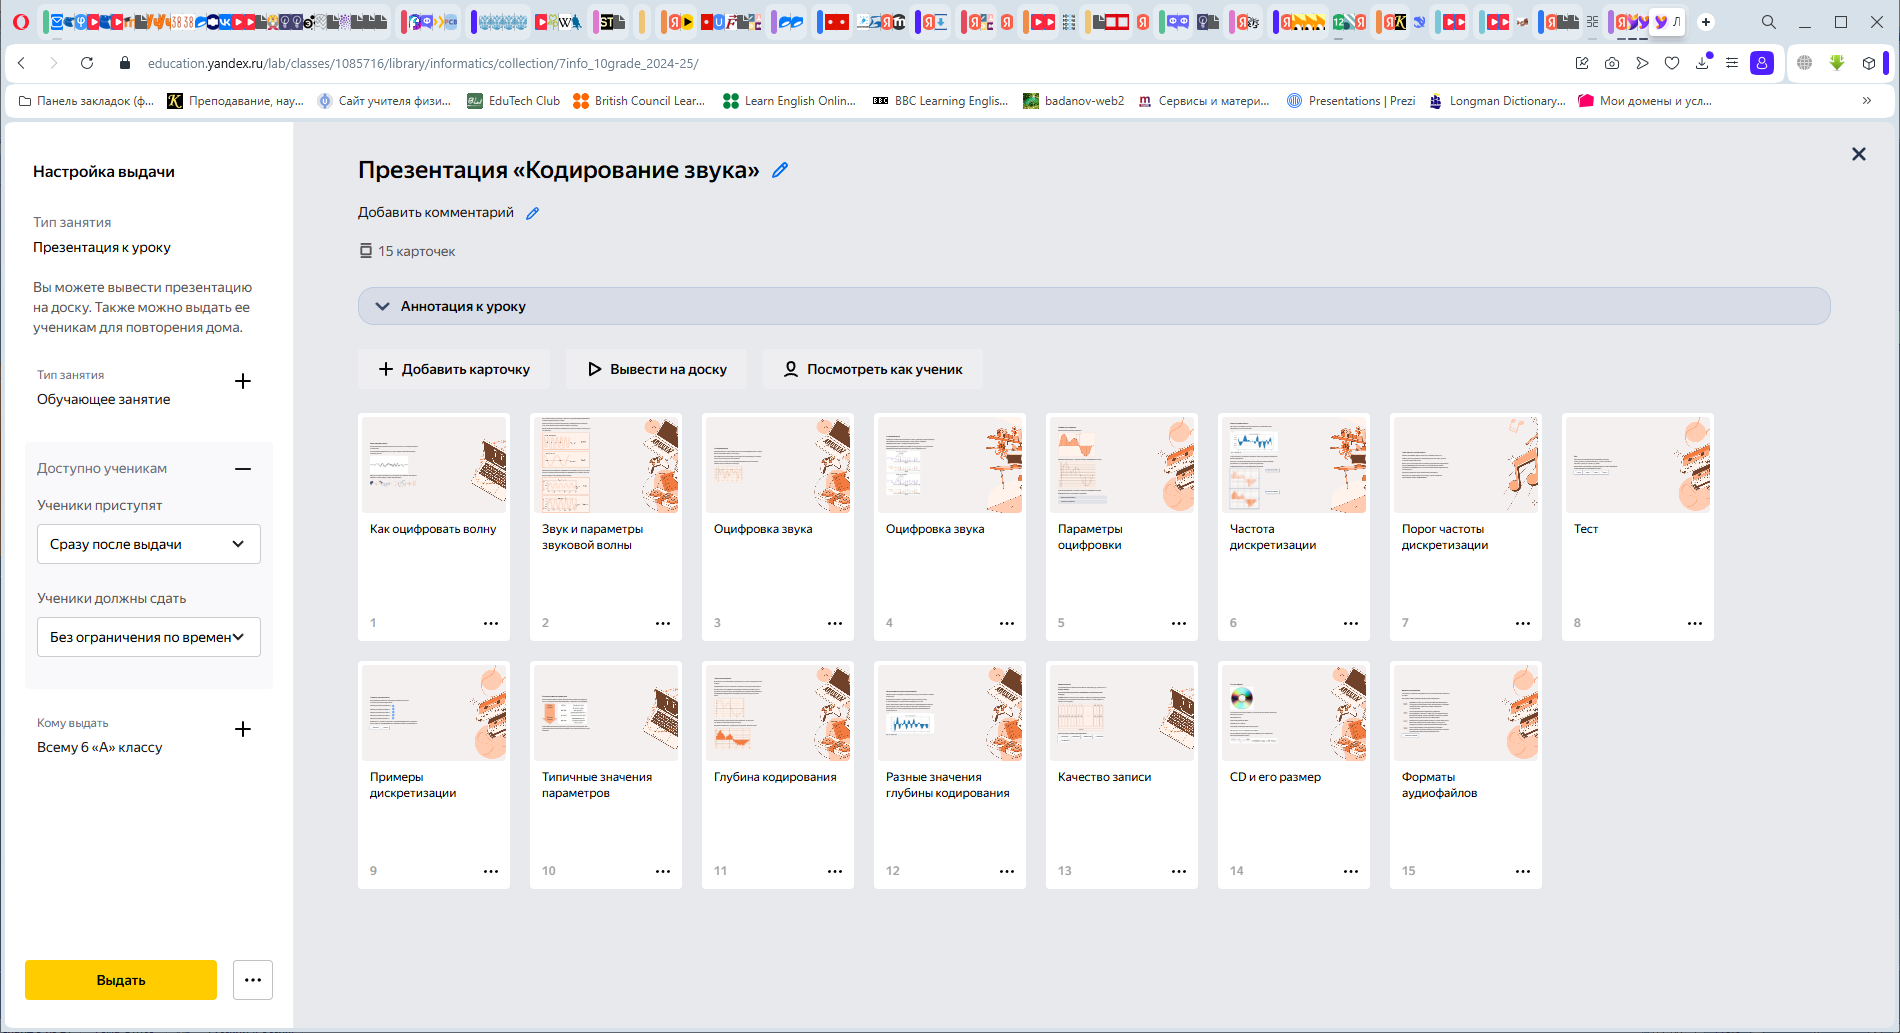 education.yandex.ru/lab/classes/1085716/library/informatics/collection/7info_10grade_2024-25/
Панель закладок (ф...
Преподавание, нау...
Сайт учителя физи...
EduTech Club
British Council Lear...
Learn English Onlin...
BBC Learning Englis...
badanov-web2
Сервисы и матери...
Presentations | Prezi
Longman Dictionary...
Мои домены и усл...
Настройка выдачи
Тип занятия
Презентация к уроку
Вы можете вывести презентацию
на доску. Также можно выдать ее
ученикам для повторения дома.
Тип занятия
Обучающее занятие
Доступно ученикам
Ученики приступят
Сразу после выдачи
Ученики должны сдать
Без ограничения по времен
Кому выдать
Всему 6 «А» классу
Выдать
Презентация «Кодирование звука»
Добавить комментарий
15 карточек
Аннотация к уроку
Добавить карточку
Вывести на доску
Посмотреть как ученик
Как оцифровать волну
1
Звук и параметры
звуковой волны
2
Оцифровка звука
3
Оцифровка звука
4
Параметры
оцифровки
5
Частота
дискретизации
6
Порог частоты
дискретизации
7
Тест
8
Примеры
дискретизации
9
Типичные значения
параметров
10
Глубина кодирования
11
Разные значения
глубины кодирования
12
Качество записи
13
CD и его размер
14
Форматы
аудиофайлов
15